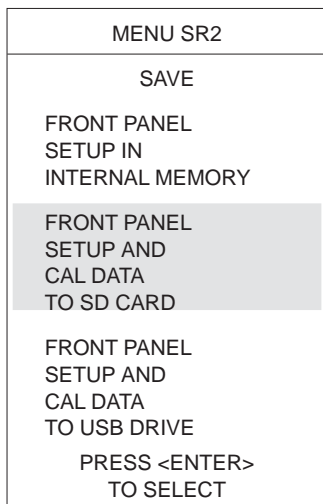 MENU SR2
SAVE
FRONT PANEL
SETUP IN
INTERNAL MEMORY
FRONT PANEL
SETUP AND
CAL DATA
TO SD CARD
FRONT PANEL
SETUP AND
CAL DATA
TO USB DRIVE
PRESS <ENTER>
TO SELECT